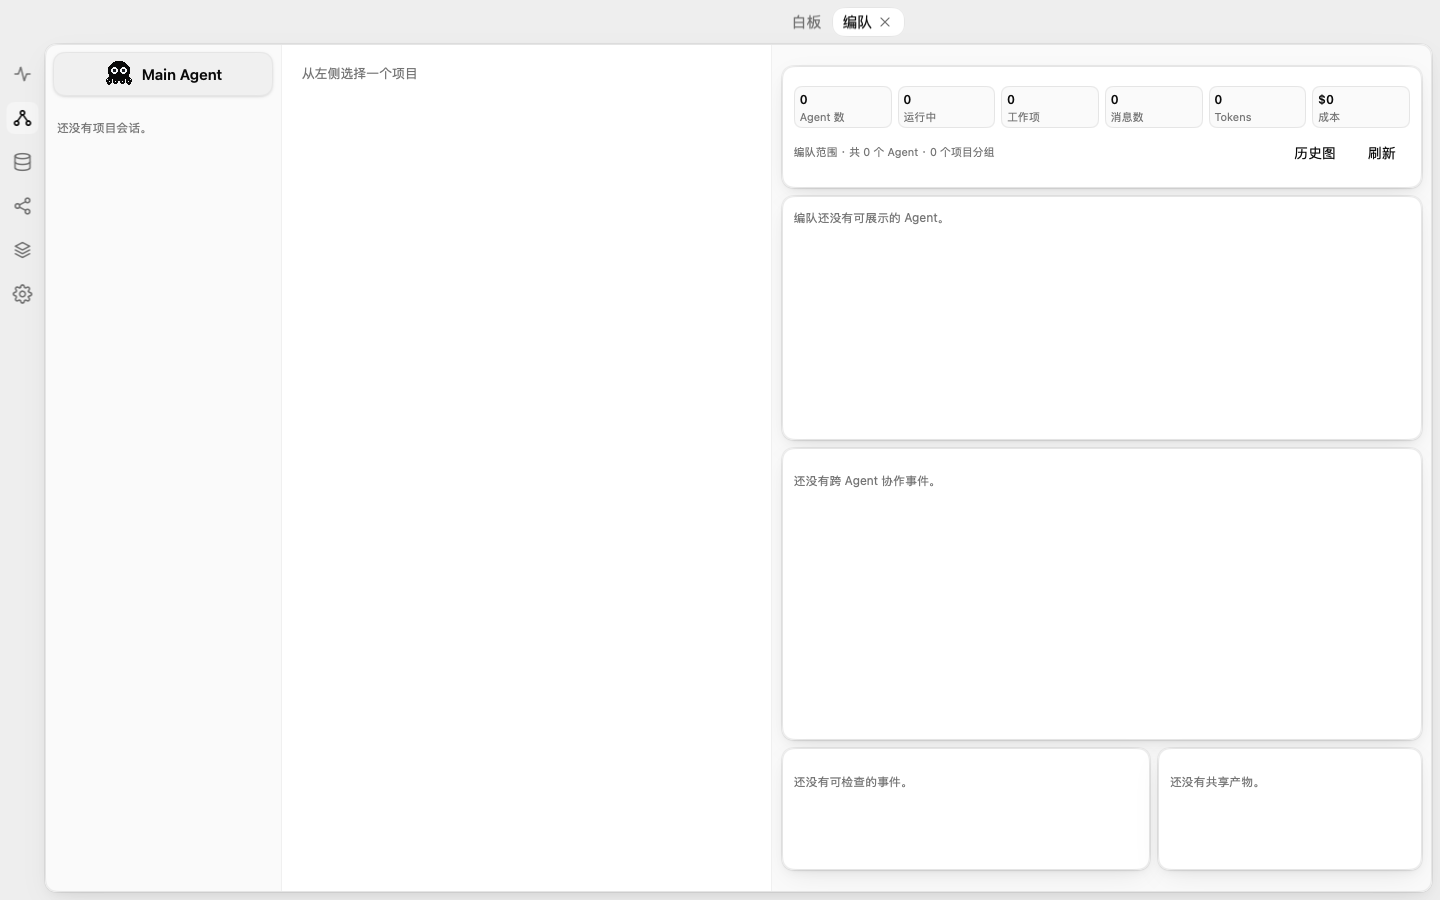 白板 编队
Main Agent
还没有项目会话。
从左侧选择一个项目
0 0 0 0 0 $0
Agent 数 运行中 工作项 消息数 Tokens 成本
编队范围 · 共 0 个 Agent · 0 个项目分组 历史图 刷新
编队还没有可展示的 Agent。
还没有跨 Agent 协作事件。
还没有可检查的事件。
还没有共享产物。